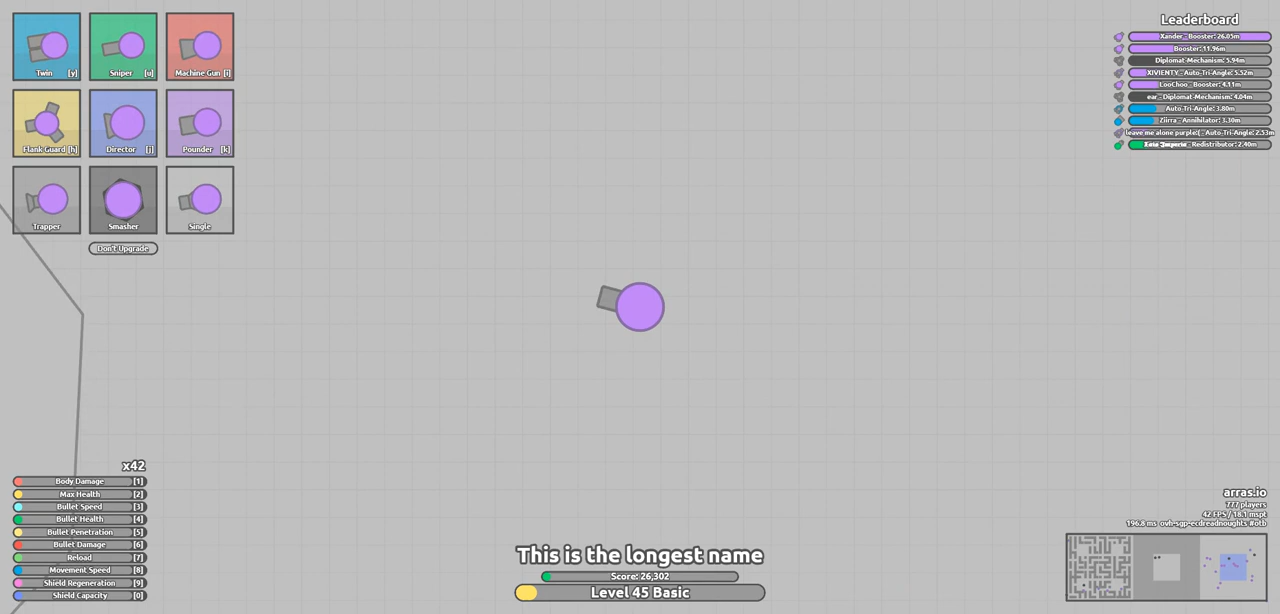 Twin [y]
Sniper [u]
Machine Gun [i]
Flank Guard [h]
Director [j]
Pounder [k]
Trapper
Smasher
Single
Don't Upgrade
Leaderboard
Xander - Booster: 26.05m
Booster: 11.96m
Diplomat-Mechanism: 5.94m
XIVIENTY - Auto-Tri-Angle: 5.52m
LooChoo - Booster: 4.11m
ear - Diplomat-Mechanism: 4.04m
Auto-Tri-Angle: 3.80m
Ziirra - Annihilator: 3.30m
leave me alone purple:( - Auto-Tri-Angle: 2.53m
- Redistributor: 2.40m
x42
Body Damage [1]
Max Health [2]
Bullet Speed [3]
Bullet Health [4]
Bullet Penetration [5]
Bullet Damage [6]
Reload [7]
Movement Speed [8]
Shield Regeneration [9]
Shield Capacity [0]
This is the longest name
Score: 26,302
Level 45 Basic
arras.io
777 players
42 FPS / 18.1 mspt
196.8 ms ovh-sgp-ecdreadnoughts #otb